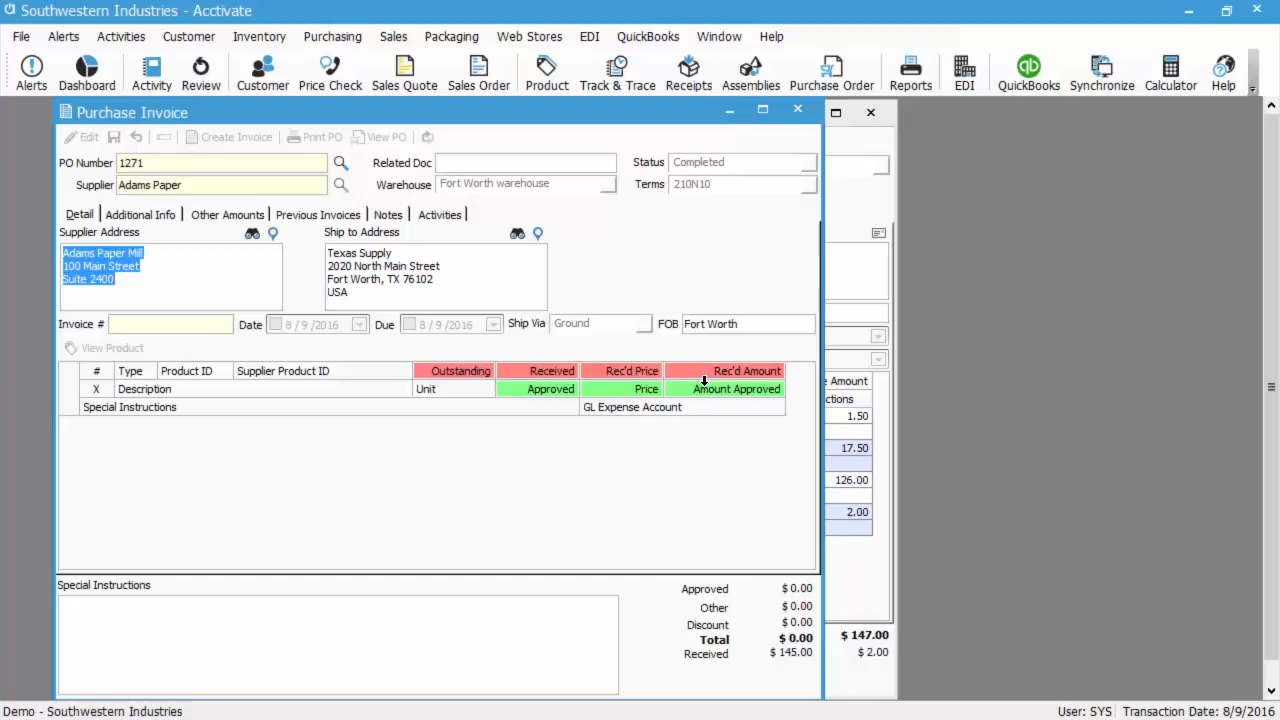 Southwestern Industries - Acctivate
File Alerts Activities Customer Inventory Purchasing Sales Packaging Web Stores EDI QuickBooks Window Help
Alerts Dashboard Activity Review Customer Price Check Sales Quote Sales Order Product Track & Trace Receipts Assemblies Purchase Order Reports EDI QuickBooks Synchronize Calculator Help
Purchase Invoice
Edit Create Invoice Print PO View PO
PO Number 1271 Related Doc Status Completed
Supplier Adams Paper Warehouse Fort Worth warehouse Terms 210N10
Detail Additional Info Other Amounts Previous Invoices Notes Activities
Supplier Address Ship to Address
Adams Paper Mill Texas Supply
100 Main Street 2020 North Main Street
Suite 2400 Fort Worth, TX 76102
USA
Invoice # Date 8 / 9 /2016 Due 8 / 9 /2016 Ship Via Ground FOB Fort Worth
View Product
# Type Product ID Supplier Product ID Outstanding Received Rec'd Price Rec'd Amount
X Description Unit Approved Price Amount Approved
Special Instructions GL Expense Account
Amount
ctions
1.50
17.50
126.00
2.00
Special Instructions
Approved $ 0.00
Other $ 0.00
Discount $ 0.00
Total $ 0.00
Received $ 145.00
$ 147.00
$ 2.00
Demo - Southwestern Industries User: SYS Transaction Date: 8/9/2016